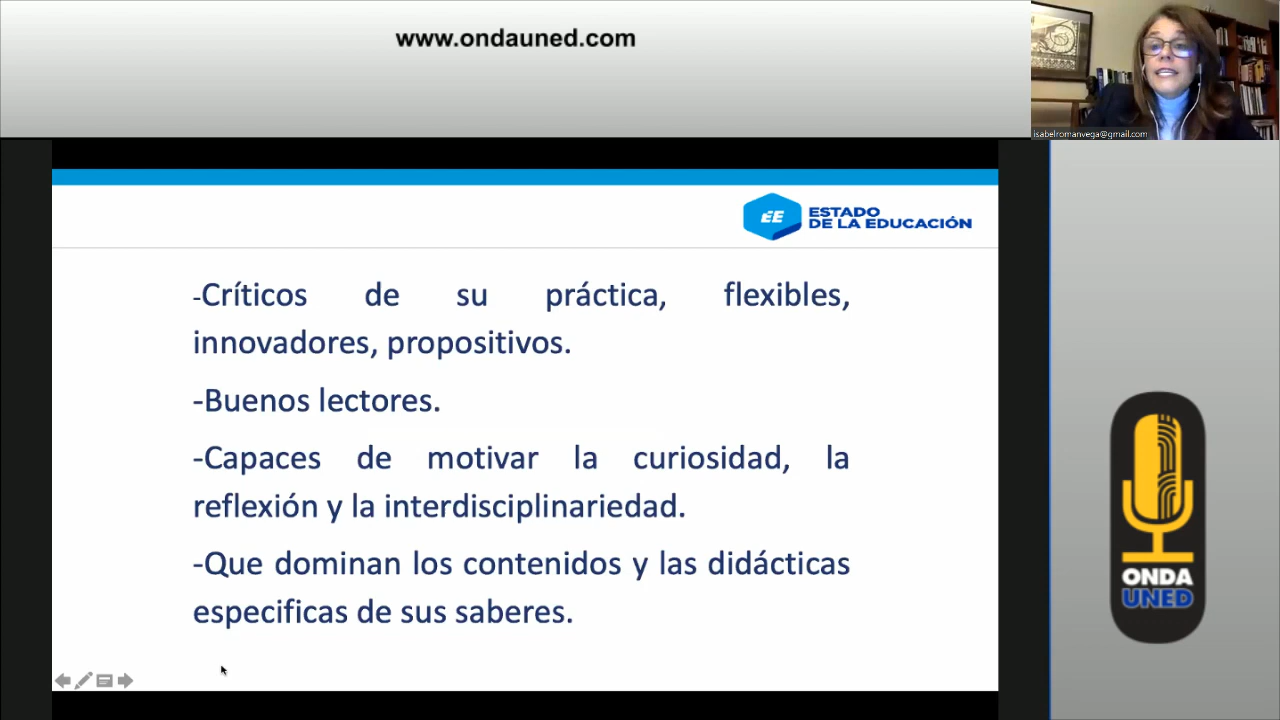 www.ondauned.com
isabelromanvega@gmail.com
ÉE ESTADO
DE LA EDUCACIÓN
-Críticos de su práctica, flexibles,
innovadores, propositivos.
-Buenos lectores.
-Capaces de motivar la curiosidad, la
reflexión y la interdisciplinariedad.
-Que dominan los contenidos y las didácticas
especificas de sus saberes.
ONDA
UNED